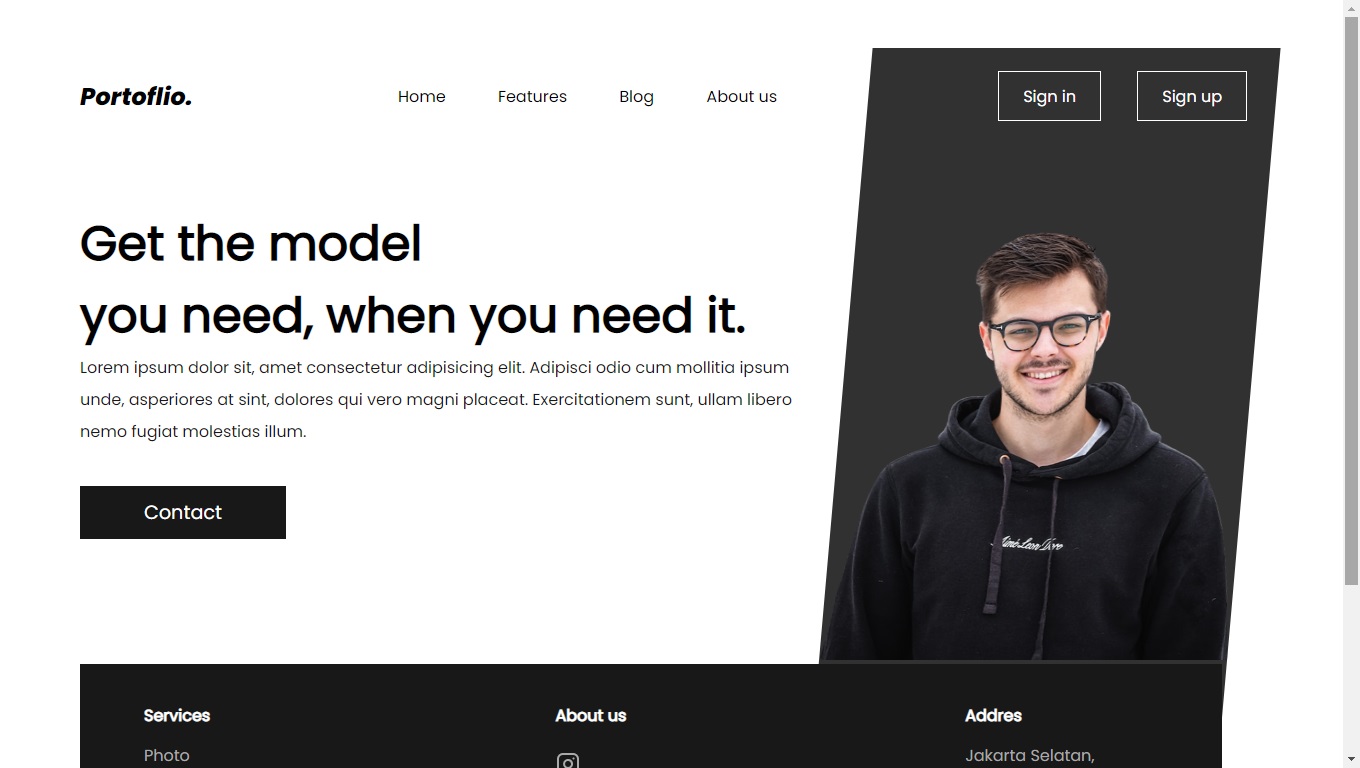 Portoflio.
Home
Features
Blog
About us
Sign in
Sign up
Get the model
you need, when you need it.
Lorem ipsum dolor sit, amet consectetur adipisicing elit. Adipisci odio cum mollitia ipsum
unde, asperiores at sint, dolores qui vero magni placeat. Exercitationem sunt, ullam libero
nemo fugiat molestias illum.
Contact
Aimé Leon Dore
Services
About us
Addres
Photo
Jakarta Selatan,